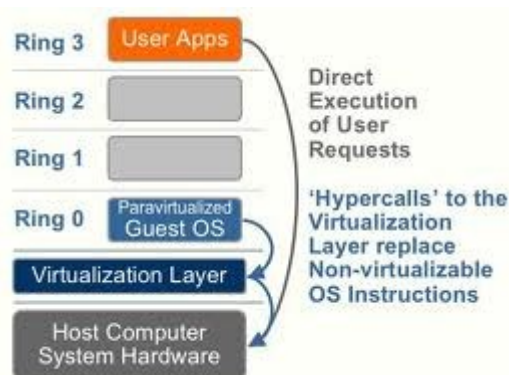 Ring 3
User Apps
Ring 2
Ring 1
Ring 0
Paravirtualized
Guest OS
Virtualization Layer
Host Computer
System Hardware
Direct
Execution
of User
Requests
‘Hypercalls’ to the
Virtualization
Layer replace
Non-virtualizable
OS Instructions